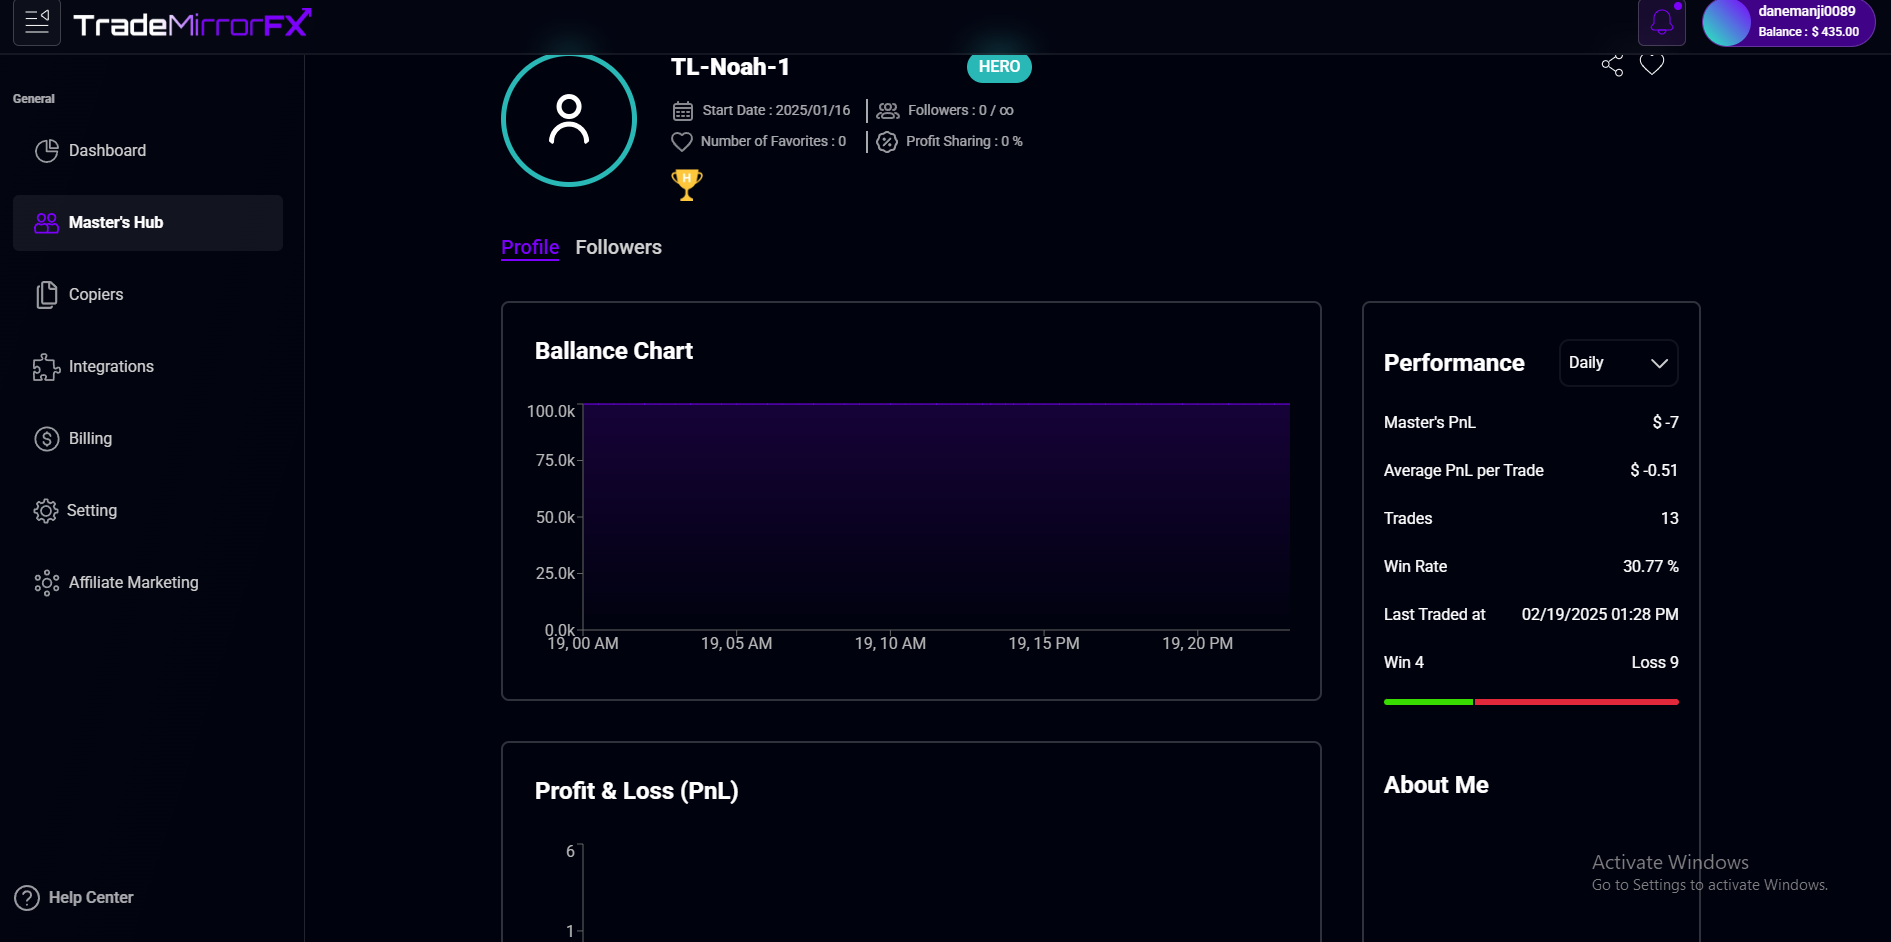 TradeMirrorFX
danemanji0089
Balance : $ 435.00
General
Dashboard
Master's Hub
Copiers
Integrations
Billing
Setting
Affiliate Marketing
Help Center
TL-Noah-1
HERO
Start Date : 2025/01/16
Followers : 0 / ∞
Number of Favorites : 0
Profit Sharing : 0 %
H
Profile
Followers
Ballance Chart
100.0k
75.0k
50.0k
25.0k
0.0k
19, 00 AM
19, 05 AM
19, 10 AM
19, 15 PM
19, 20 PM
Profit & Loss (PnL)
6
1
Performance
Daily
Master's PnL
$ -7
Average PnL per Trade
$ -0.51
Trades
13
Win Rate
30.77 %
Last Traded at
02/19/2025 01:28 PM
Win 4
Loss 9
About Me
Activate Windows
Go to Settings to activate Windows.